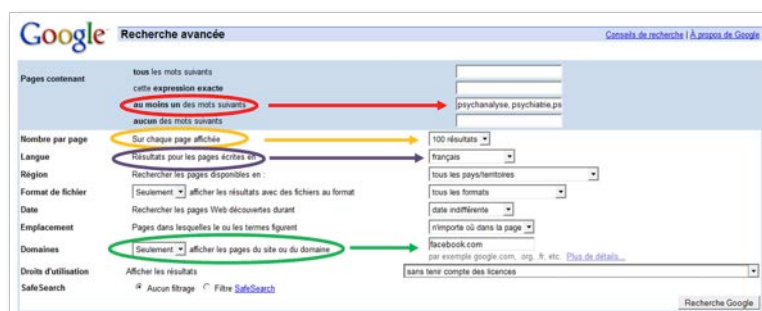 Google Recherche avancée Conseils de recherche | À propos de Google
Pages contenant
tous les mots suivants
cette expression exacte
au moins un des mots suivants psychanalyse, psychiatrie,ps
aucun des mots suivants
Nombre par page Sur chaque page affichée 100 résultats
Langue Résultats pour les pages écrites en français
Région Rechercher les pages disponibles en : tous les pays/territoires
Format de fichier Seulement afficher les résultats avec des fichiers au format tous les formats
Date Rechercher les pages Web découvertes durant date indifférente
Emplacement Pages dans lesquelles le ou les termes figurent n'importe où dans la page
Domaines Seulement afficher les pages du site ou du domaine facebook.com
par exemple google.com, .org, .fr, etc. Plus de détails...
Droits d'utilisation Afficher les résultats sans tenir compte des licences
SafeSearch Aucun filtrage Filtre SafeSearch
Recherche Google